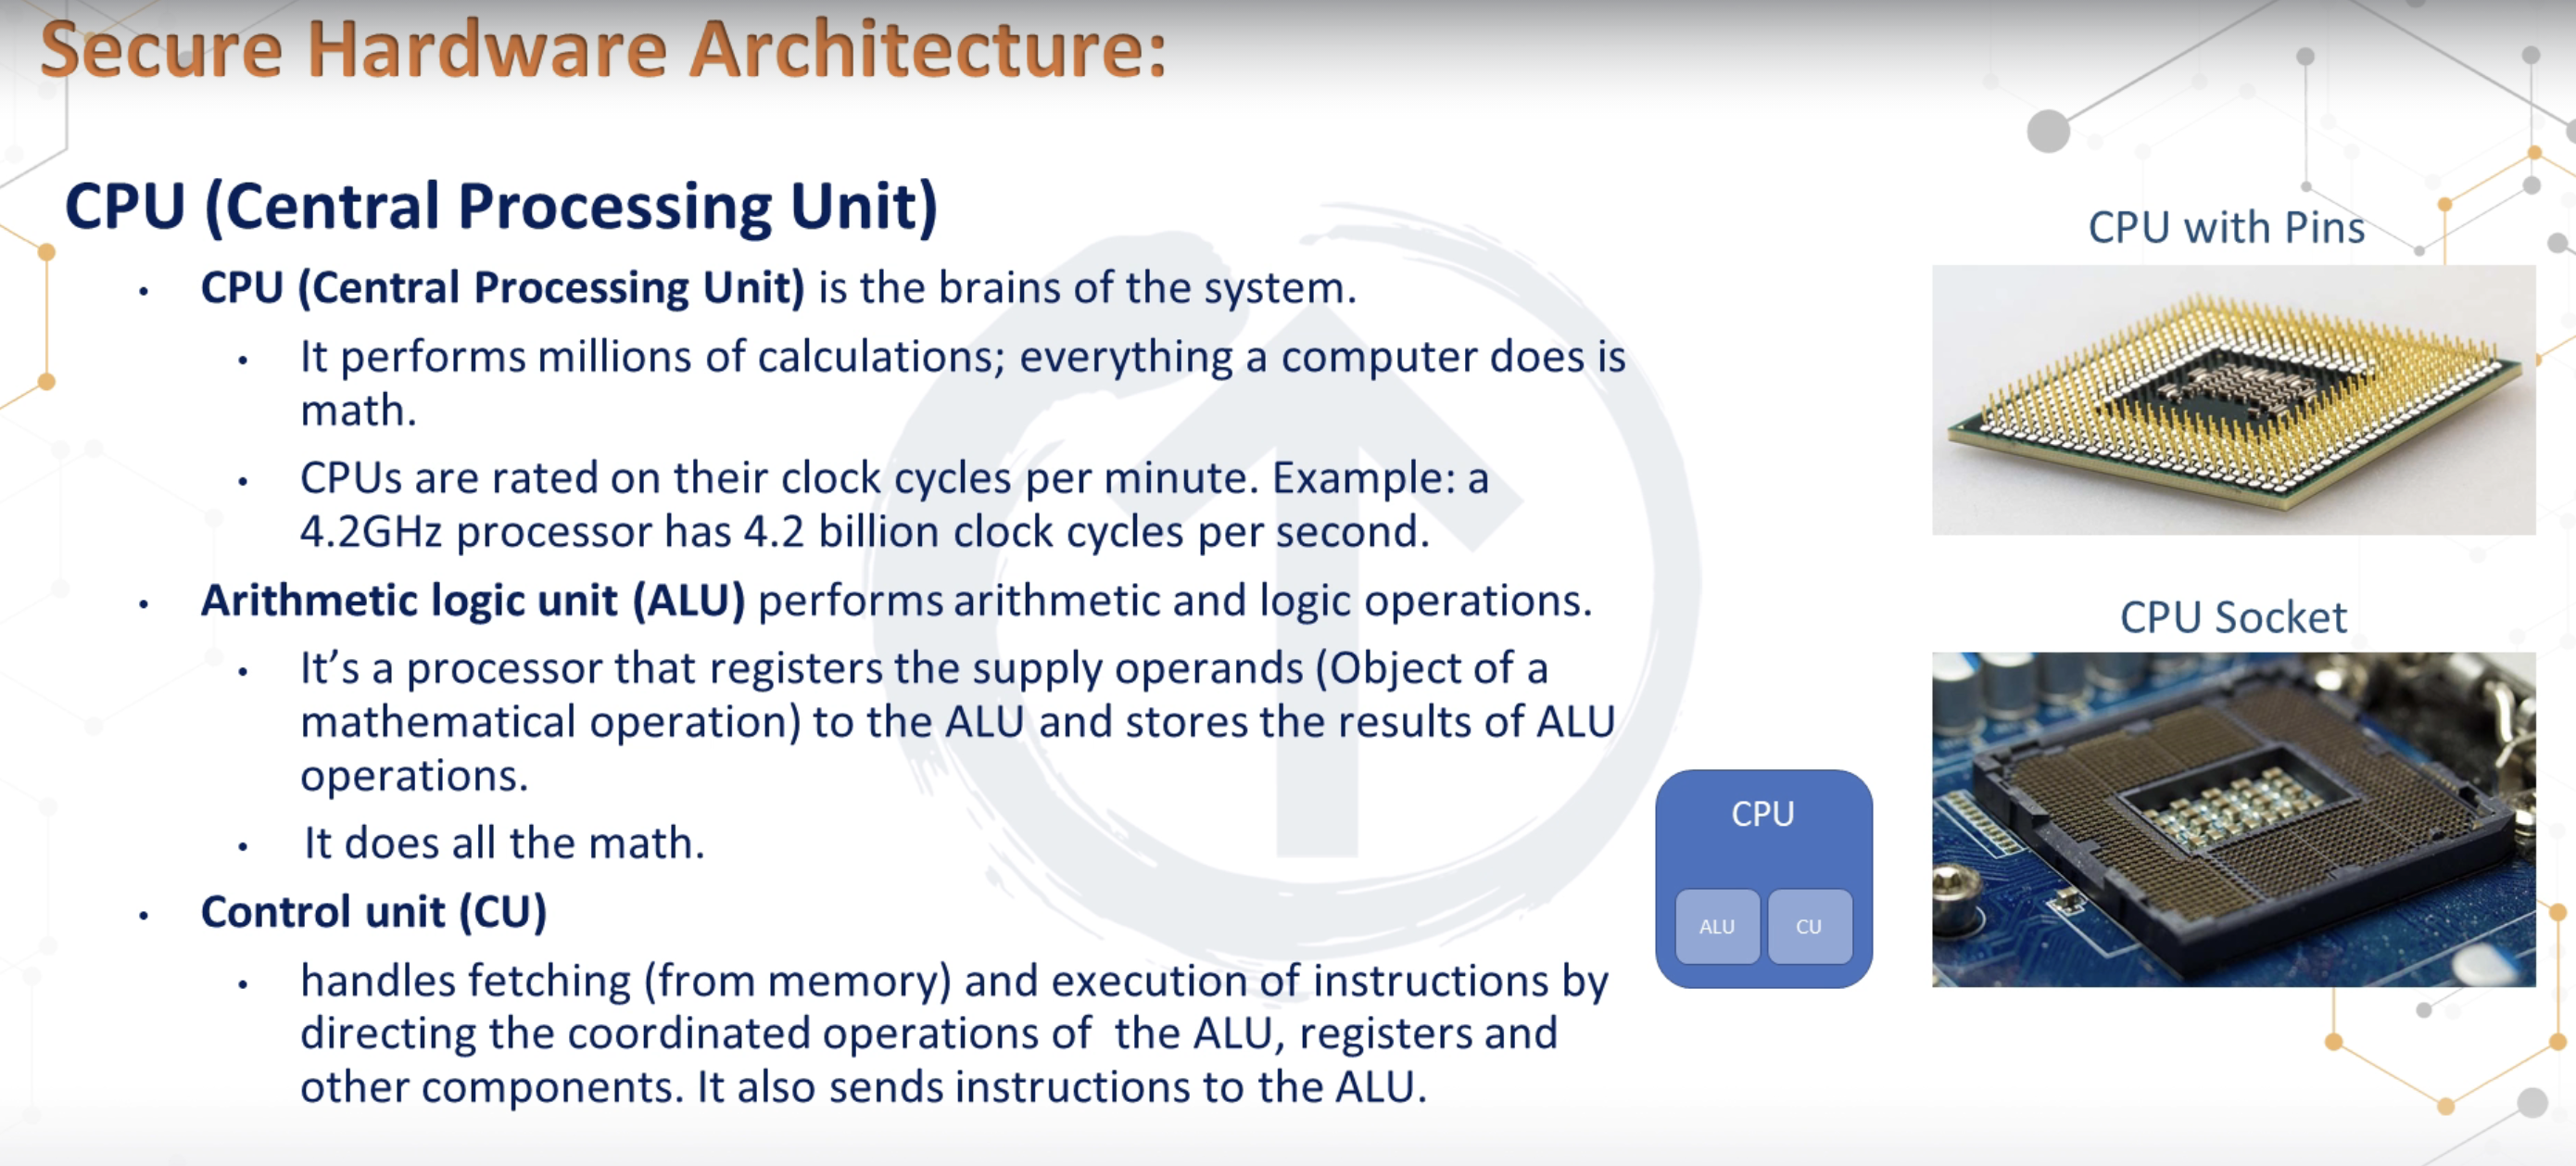 Secure Hardware Architecture:
CPU (Central Processing Unit)
• CPU (Central Processing Unit) is the brains of the system.
• It performs millions of calculations; everything a computer does is
math.
• CPUs are rated on their clock cycles per minute. Example: a
4.2GHz processor has 4.2 billion clock cycles per second.
• Arithmetic logic unit (ALU) performs arithmetic and logic operations.
• It’s a processor that registers the supply operands (Object of a
mathematical operation) to the ALU and stores the results of ALU
operations.
• It does all the math.
• Control unit (CU)
• handles fetching (from memory) and execution of instructions by
directing the coordinated operations of the ALU, registers and
other components. It also sends instructions to the ALU.
CPU
ALU CU
CPU with Pins
CPU Socket